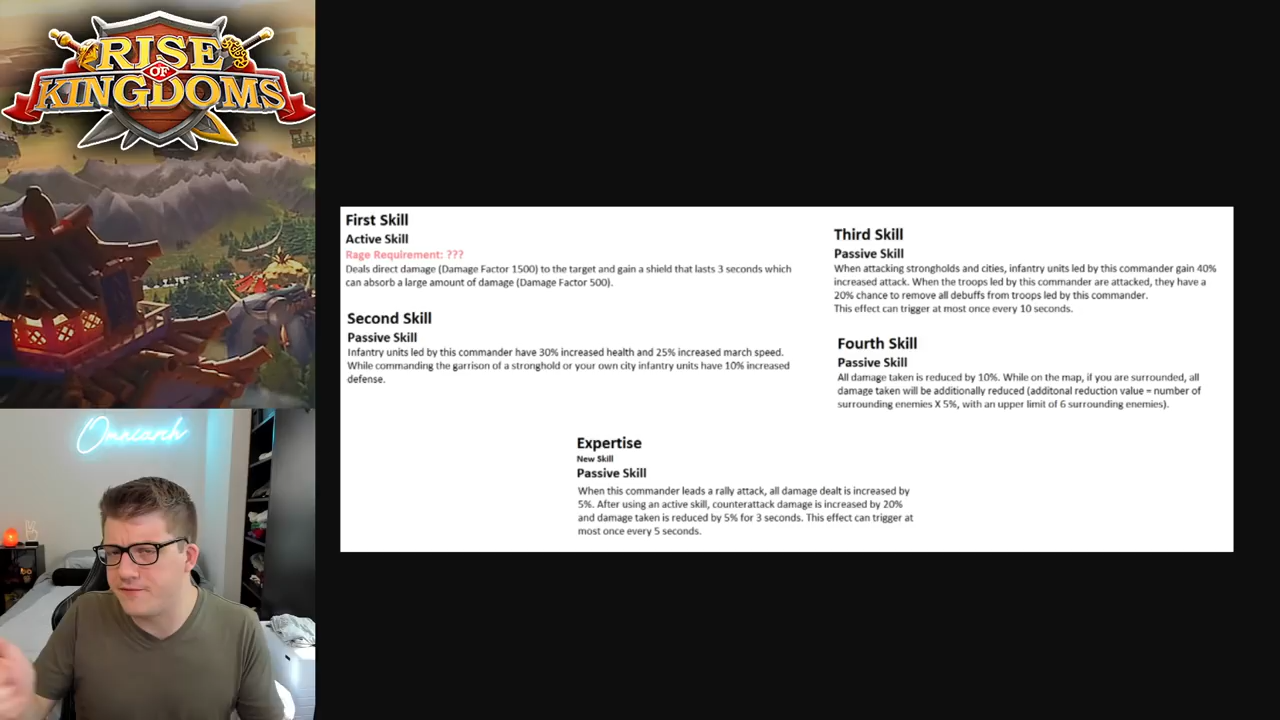 RISE
OF
KINGDOMS
Omniarch
First Skill
Active Skill
Rage Requirement: ???
Deals direct damage (Damage Factor 1500) to the target and gain a shield that lasts 3 seconds which
can absorb a large amount of damage (Damage Factor 500).
Second Skill
Passive Skill
Infantry units led by this commander have 30% increased health and 25% increased march speed.
While commanding the garrison of a stronghold or your own city infantry units have 10% increased
defense.
Third Skill
Passive Skill
When attacking strongholds and cities, infantry units led by this commander gain 40%
increased attack. When the troops led by this commander are attacked, they have a
20% chance to remove all debuffs from troops led by this commander.
This effect can trigger at most once every 10 seconds.
Fourth Skill
Passive Skill
All damage taken is reduced by 10%. While on the map, if you are surrounded, all
damage taken will be additionally reduced (additonal reduction value = number of
surrounding enemies X 5%, with an upper limit of 6 surrounding enemies).
Expertise
New Skill
Passive Skill
When this commander leads a rally attack, all damage dealt is increased by
5%. After using an active skill, counterattack damage is increased by 20%
and damage taken is reduced by 5% for 3 seconds. This effect can trigger at
most once every 5 seconds.